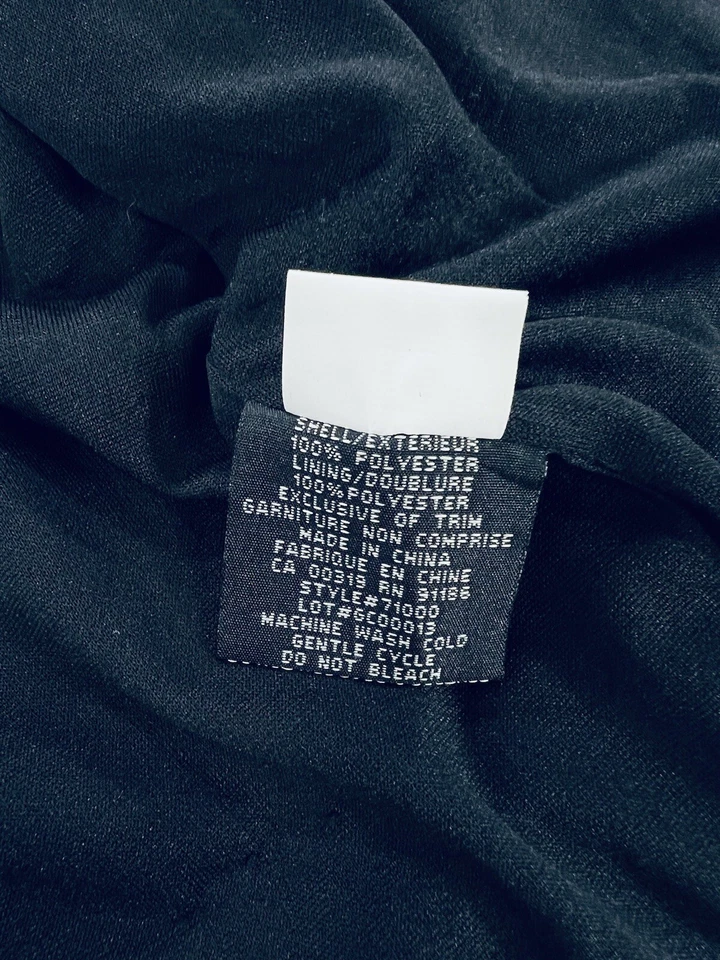 SHELL/EXTERIEUR
100% POLYESTER
LINING/DOUBLURE
100%POLYESTER
EXCLUSIVE OF TRIM
GARNITURE NON COMPRISE
MADE IN CHINA
FABRIQUE EN CHINE
CA 00319 RN 91186
STYLE#71000
LOT#GC00013
MACHINE WASH COLD
GENTLE CYCLE
DO NOT BLEACH